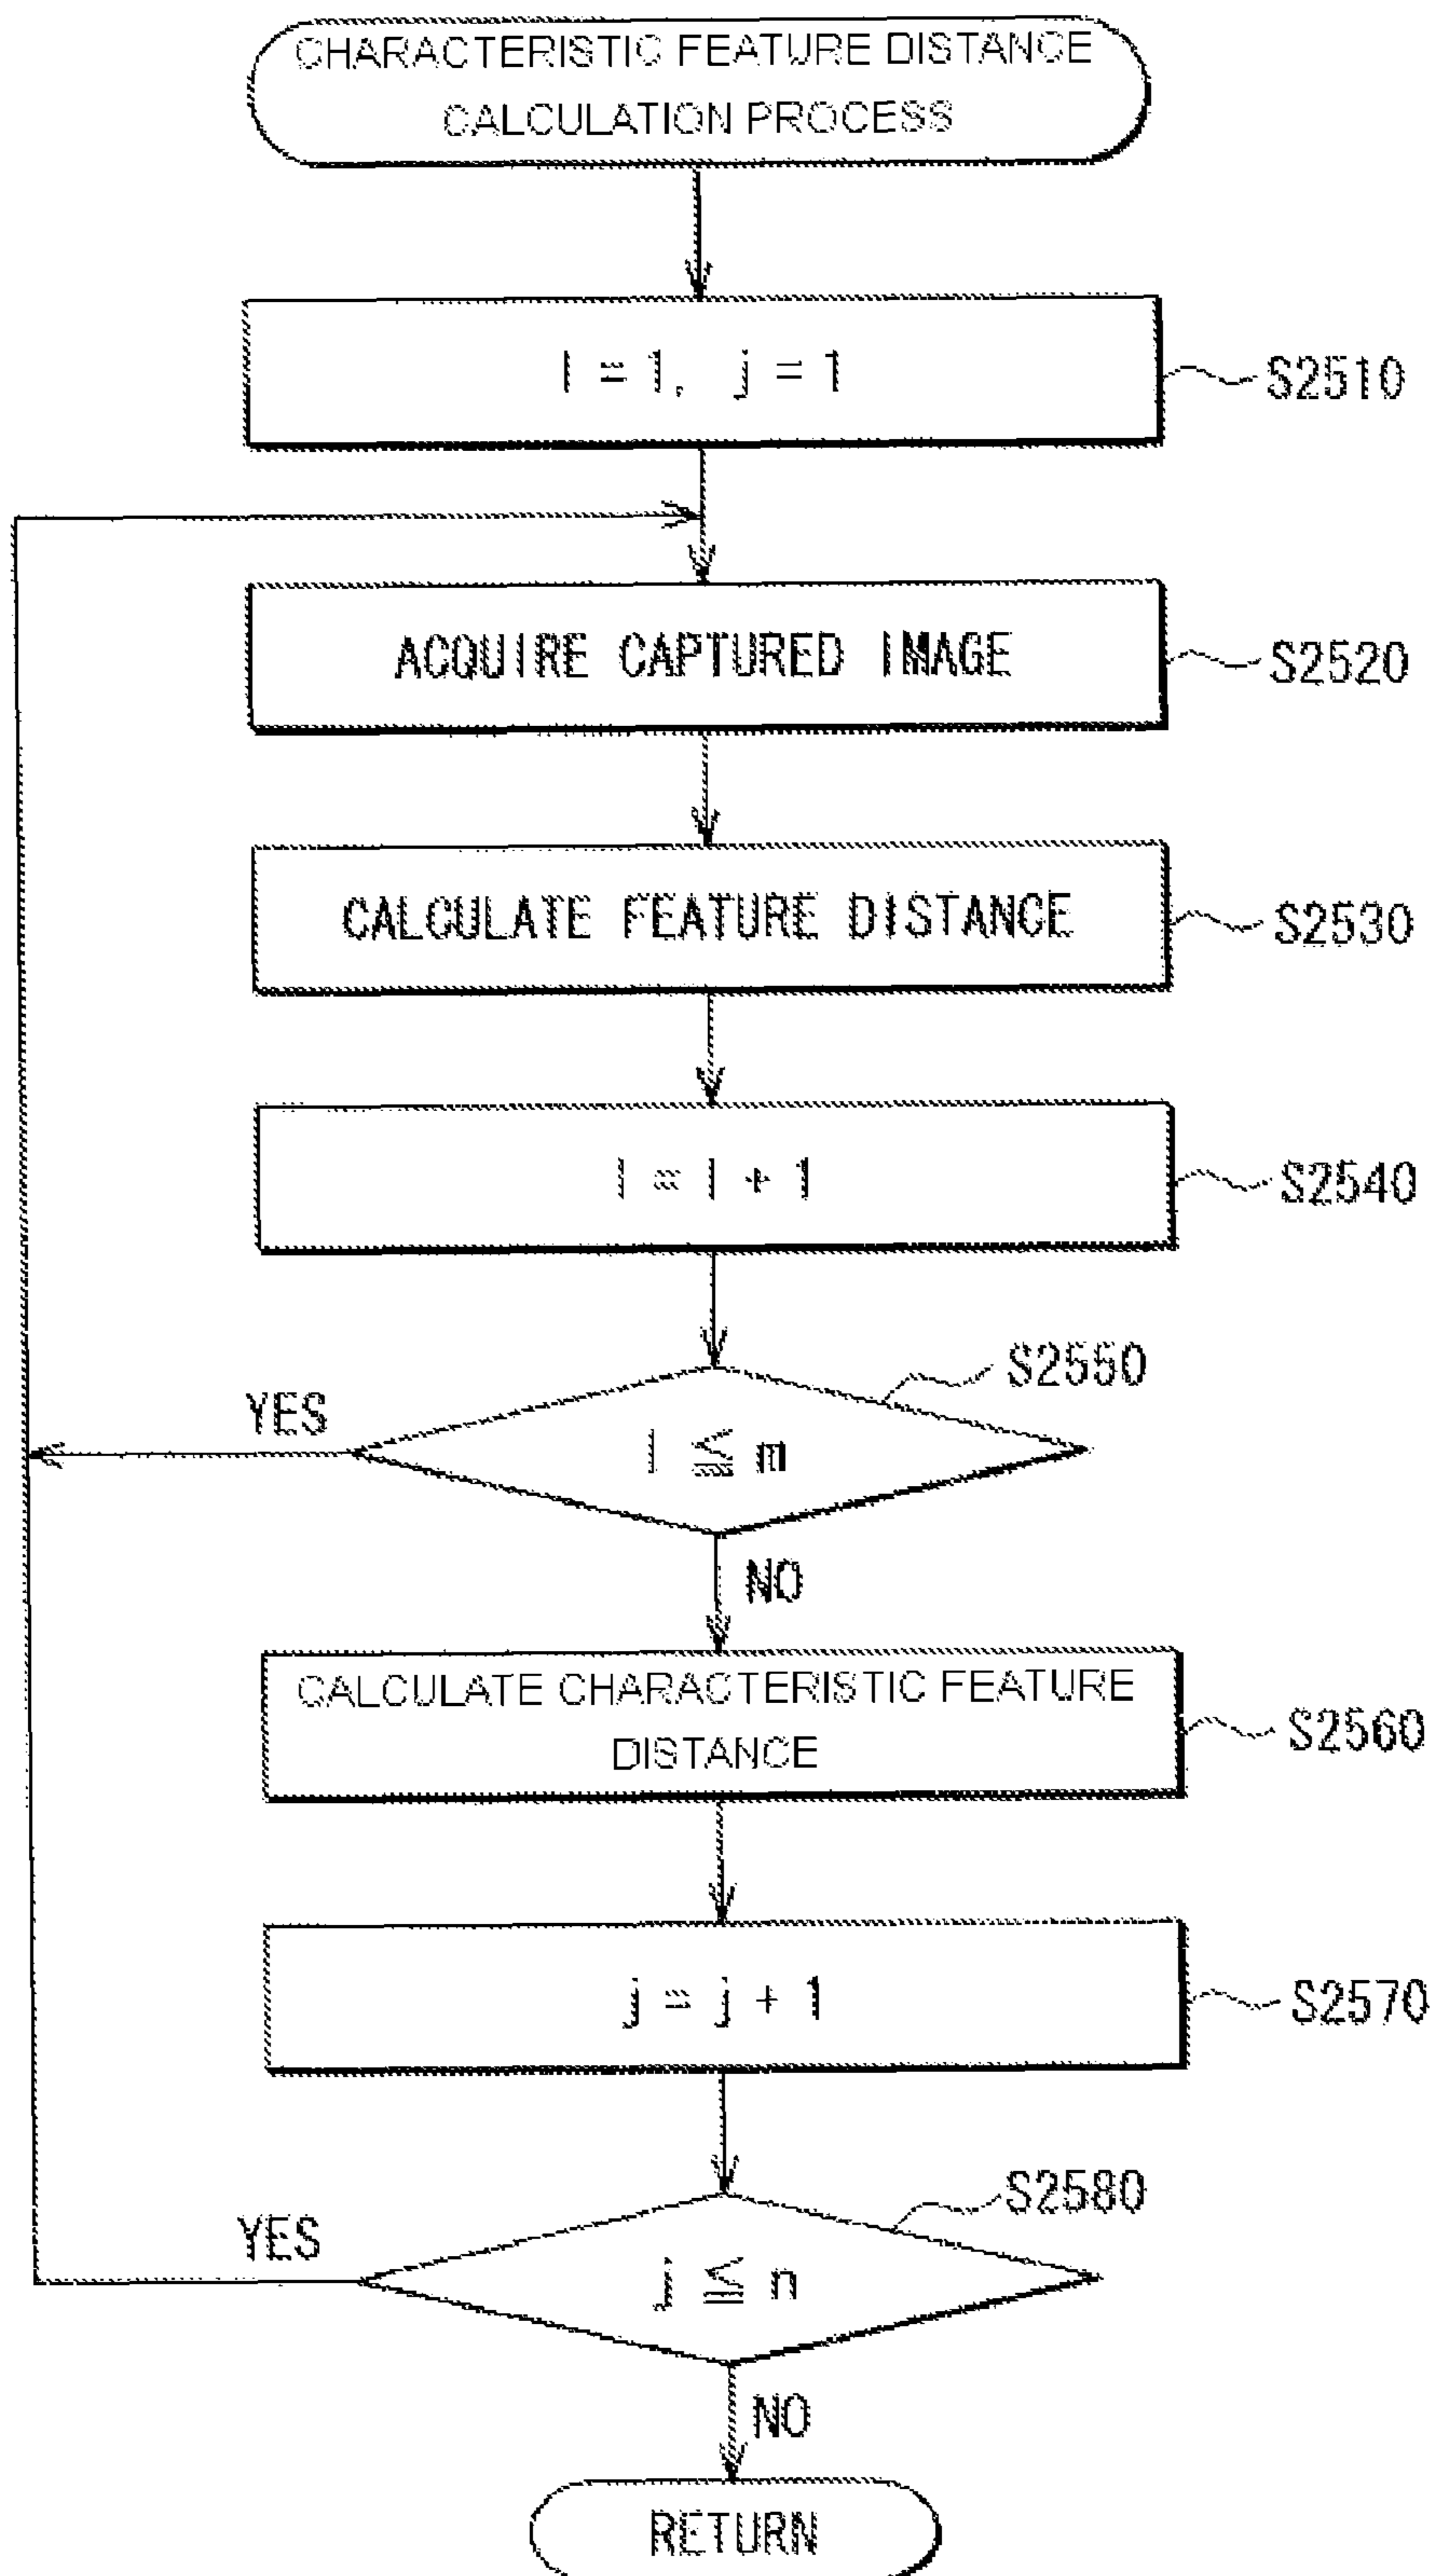 CHARACTERISTIC FEATURE DISTANCE
CALCULATION PROCESS
I = 1, j = 1
S2510
ACQUIRE CAPTURED IMAGE
S2520
CALCULATE FEATURE DISTANCE
S2530
I = I + 1
S2540
S2550
YES
I ≦ m
NO
CALCULATE CHARACTERISTIC FEATURE
DISTANCE
S2560
j = j + 1
S2570
S2580
YES
j ≦ n
NO
RETURN